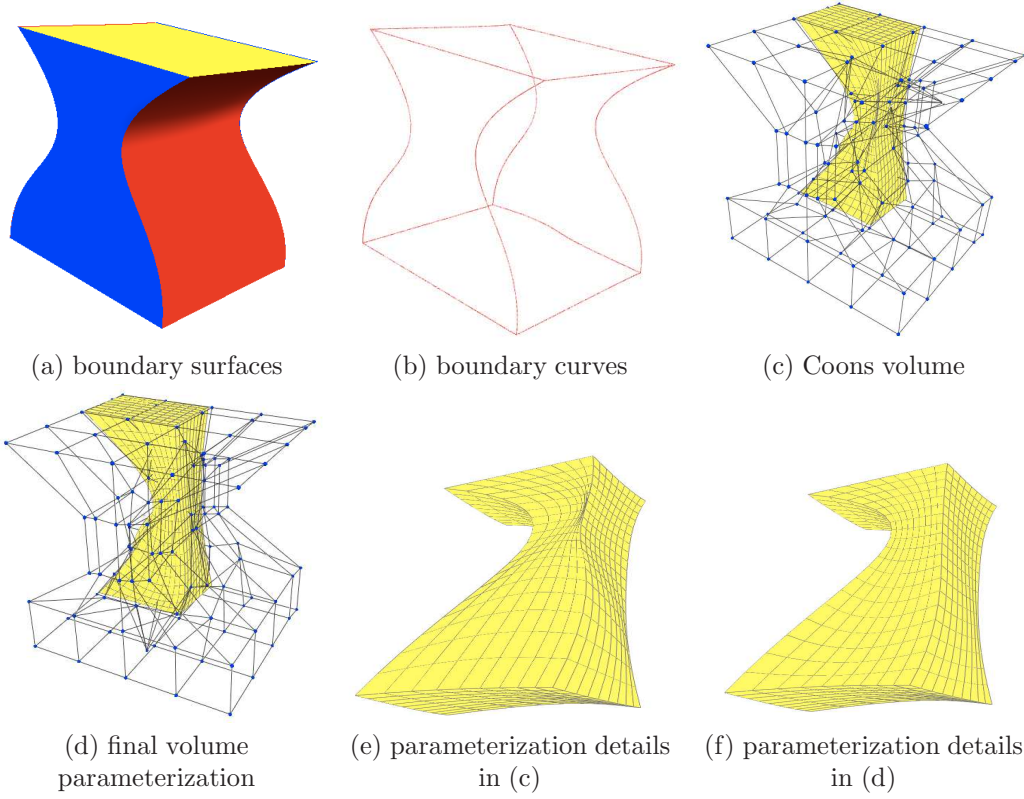 (a) boundary surfaces
(b) boundary curves
(c) Coons volume
(d) final volume
parameterization
(e) parameterization details
in (c)
(f) parameterization details
in (d)